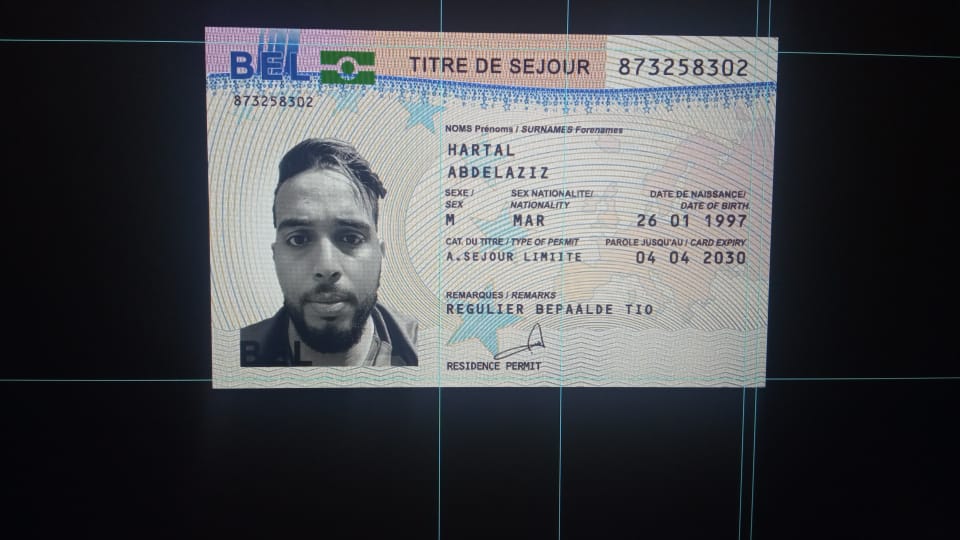 BEL TITRE DE SEJOUR 873258302
873258302
NOMS Prénoms / SURNAMES Forenames
HARTAL
ABDELAZIZ
SEXE / SEX NATIONALITE/ DATE DE NAISSANCE/
SEX NATIONALITY DATE OF BIRTH
M MAR 26 01 1997
CAT. DU TITRE / TYPE OF PERMIT PAROLE JUSQU'AU / CARD EXPIRY
A.SEJOUR LIMIITE 04 04 2030
REMARQUES / REMARKS
REGULIER BEPAALDE TIO
RESIDENCE PERMIT